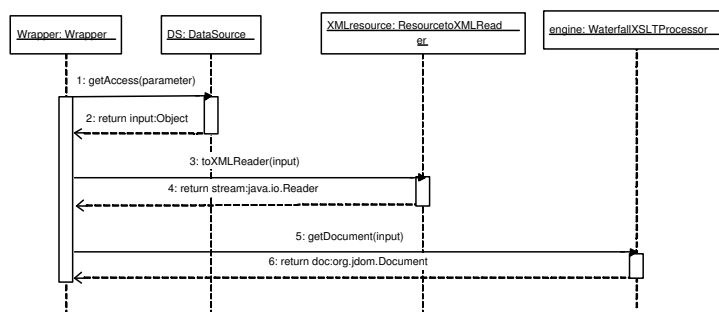 Wrapper: Wrapper
DS: DataSource
XMLresource: ResourcetoXMLRead
er
engine: WaterfallXSLTProcessor
1: getAccess(parameter)
2: return input:Object
3: toXMLReader(input)
4: return stream:java.io.Reader
5: getDocument(input)
6: return doc:org.jdom.Document